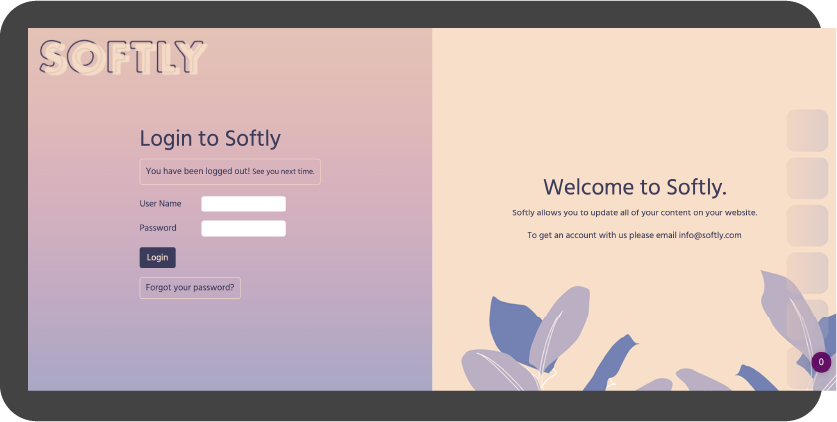 SOFTLY
Login to Softly
You have been logged out! See you next time.
User Name
Password
Login
Forgot your password?
Welcome to Softly.
Softly allows you to update all of your content on your website.
To get an account with us please email info@softly.com
0